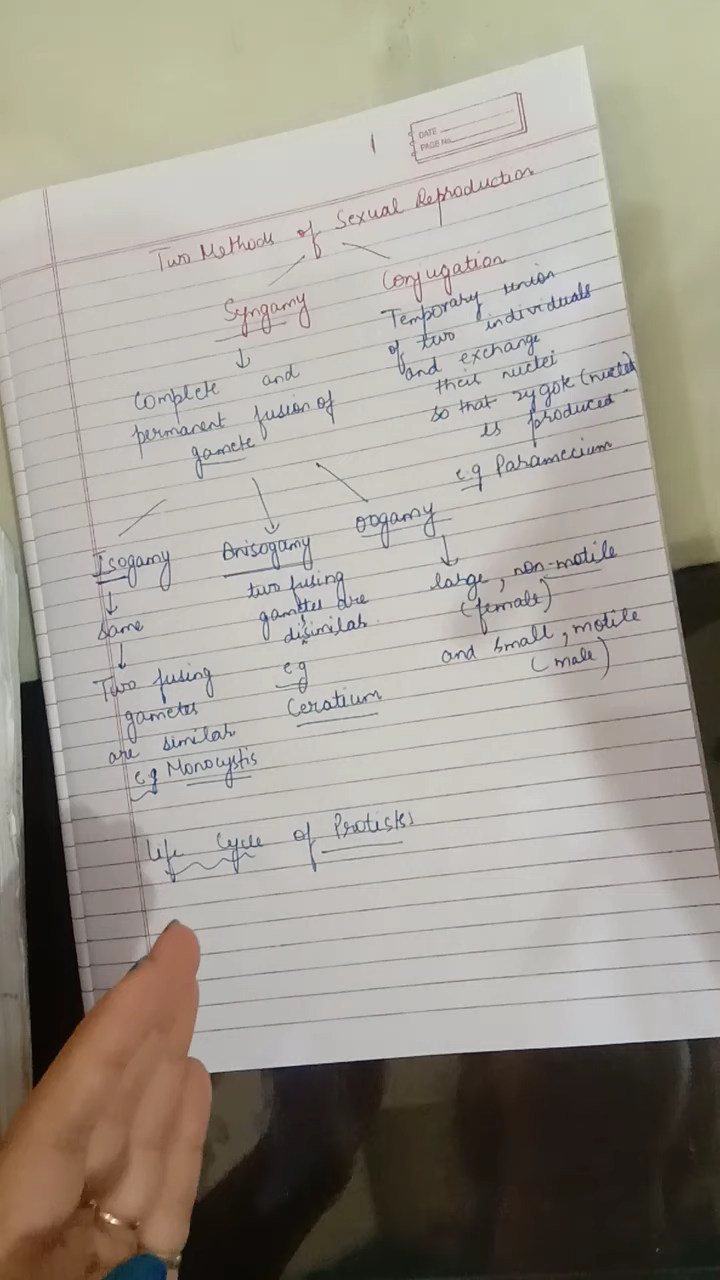 1
DATE
PAGE No.
Two Methods of Sexual Reproduction
Syngamy
Complete and
permanent fusion of
gamete
Conjugation
Temporary union
of two individuals
and exchange
their nuclei
so that zygote
is produced
e.g Paramecium
Isogamy
Same
Two fusing
gametes
are similar
e.g Monocystis
Anisogamy
two fusing
gametes are
disimilar.
eg
Ceratium
Oogamy
large, non-motile
(female)
and small, motile
(male)
Life Cycle of Protists